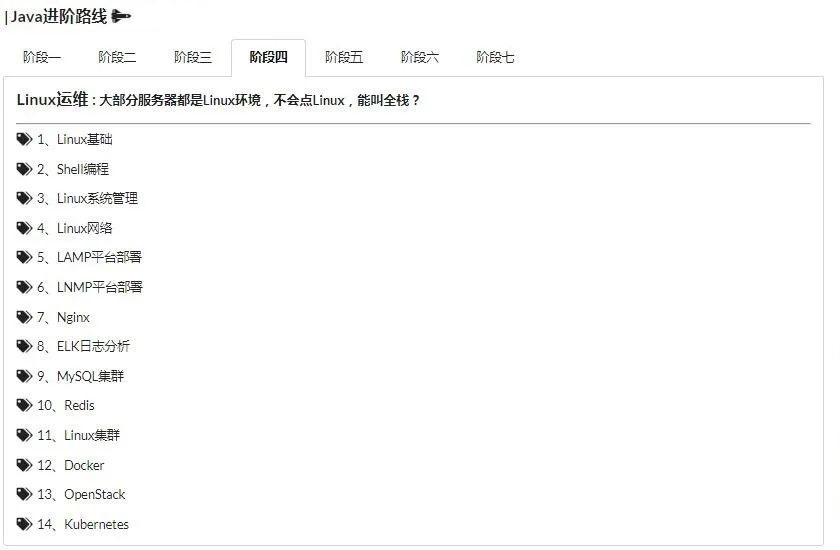 |Java进阶路线
阶段一 阶段二 阶段三 阶段四 阶段五 阶段六 阶段七
Linux运维：大部分服务器都是Linux环境，不会点Linux，能叫全栈？
1、Linux基础
2、Shell编程
3、Linux系统管理
4、Linux网络
5、LAMP平台部署
6、LNMP平台部署
7、Nginx
8、ELK日志分析
9、MySQL集群
10、Redis
11、Linux集群
12、Docker
13、OpenStack
14、Kubernetes